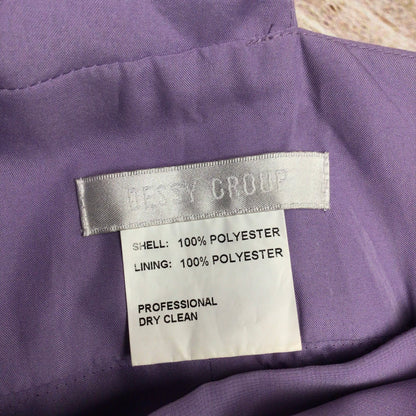 DESSY GROUP
SHELL: 100% POLYESTER
LINING: 100% POLYESTER
PROFESSIONAL
DRY CLEAN